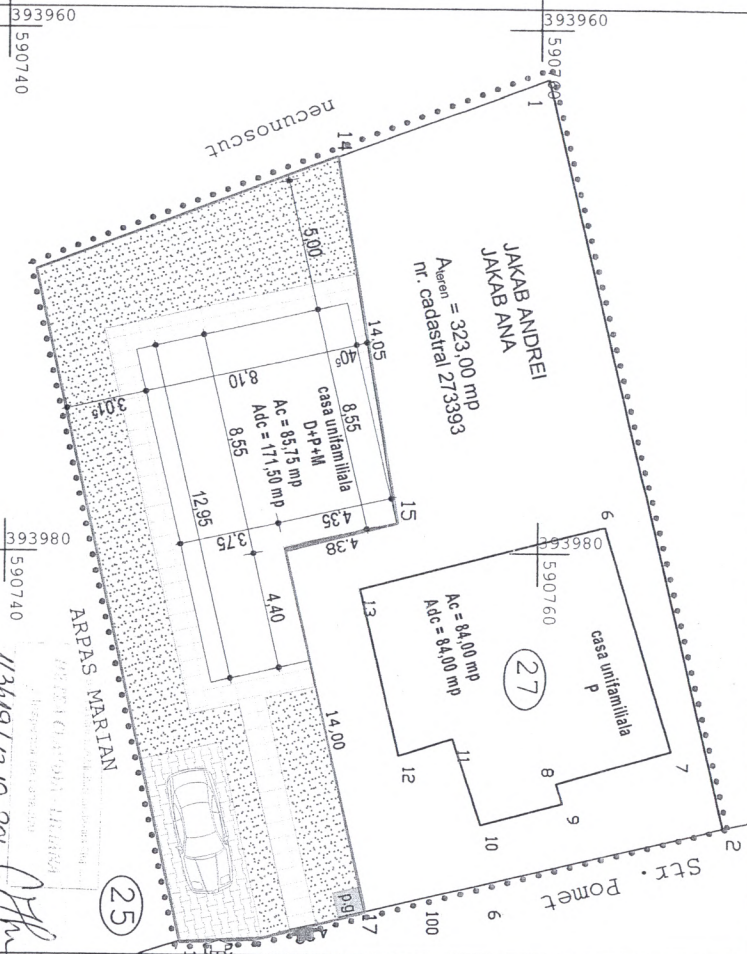 393960
590740
393960
590760
1
necunoscut
14
JAKAB ANDREI
JAKAB ANA
Ateren = 323,00 mp
nr. cadastral 273393
5,00
14,05
40⁵
8,10
8,55
casa unifamiliala
D+P+M
Ac = 85,75 mp
Adc = 171,50 mp
8,55
3,01⁵
12,95
3,75
4,35
4,38
15
6
393980
590740
393980
590760
4,40
13
casa unifamiliala
P
Ac = 84,00 mp
Adc = 84,00 mp
27
7
8
9
10
11
12
14,00
ARPAS MARIAN
25
p.g
17
100
6
Str. Pomet
2